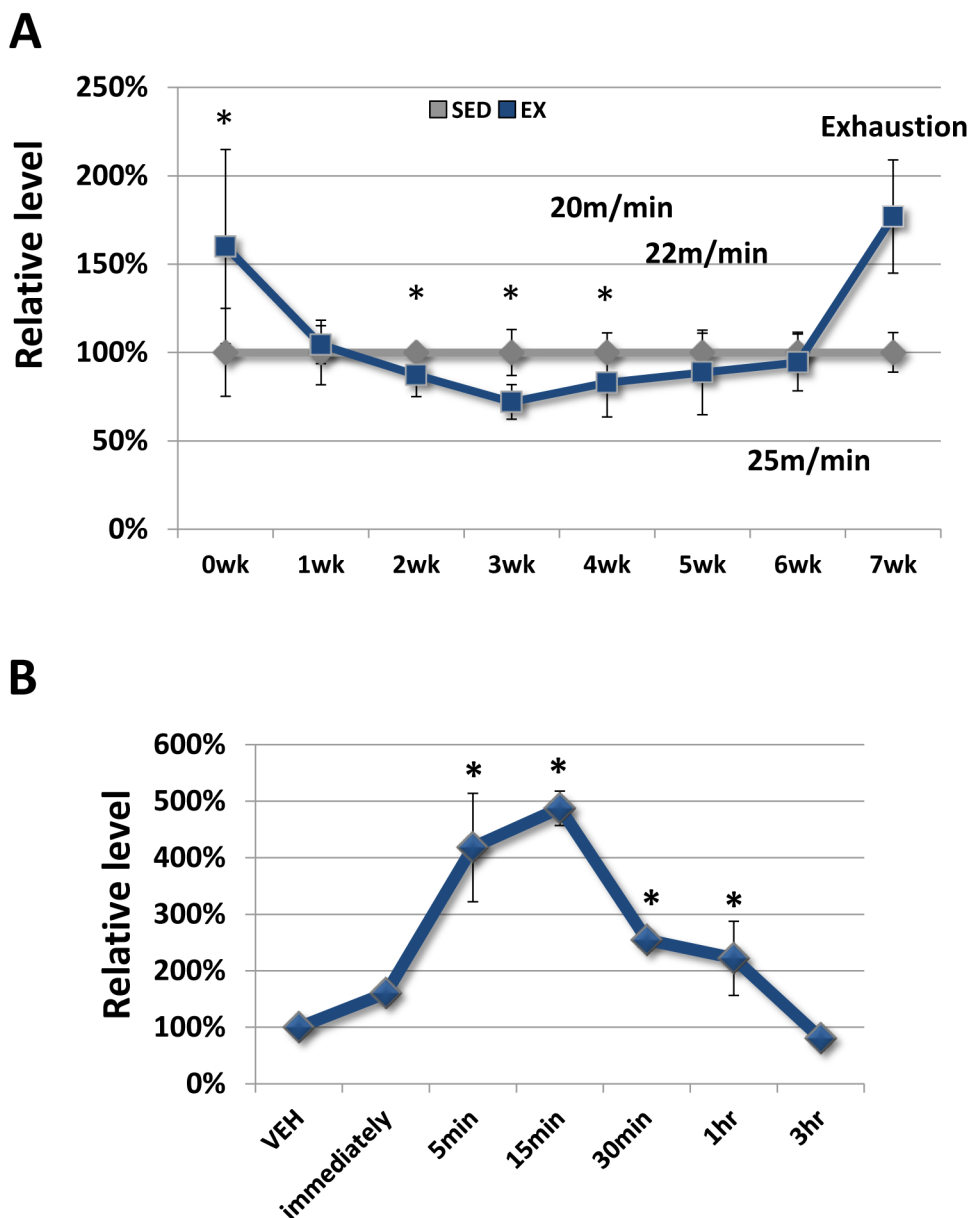 A
250%
200%
150%
100%
50%
0%
Relative level
SED EX
*
Exhaustion
20m/min
22m/min
* * *
25m/min
0wk 1wk 2wk 3wk 4wk 5wk 6wk 7wk
B
600%
500%
400%
300%
200%
100%
0%
Relative level
* *
* *
VEH immediately 5min 15min 30min 1hr 3hr